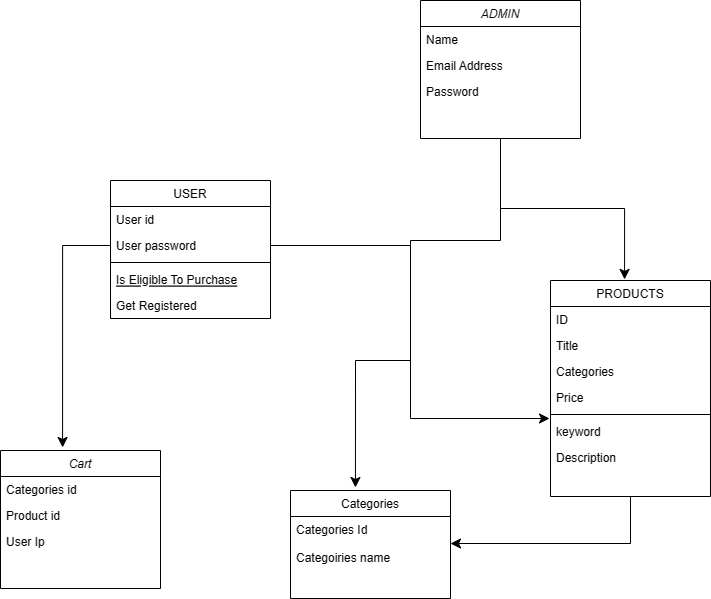 ADMIN
Name
Email Address
Password
USER
User id
User password
Is Eligible To Purchase
Get Registered
PRODUCTS
ID
Title
Categories
Price
keyword
Description
Cart
Categories id
Product id
User Ip
Categories
Categories Id
Categoiries name